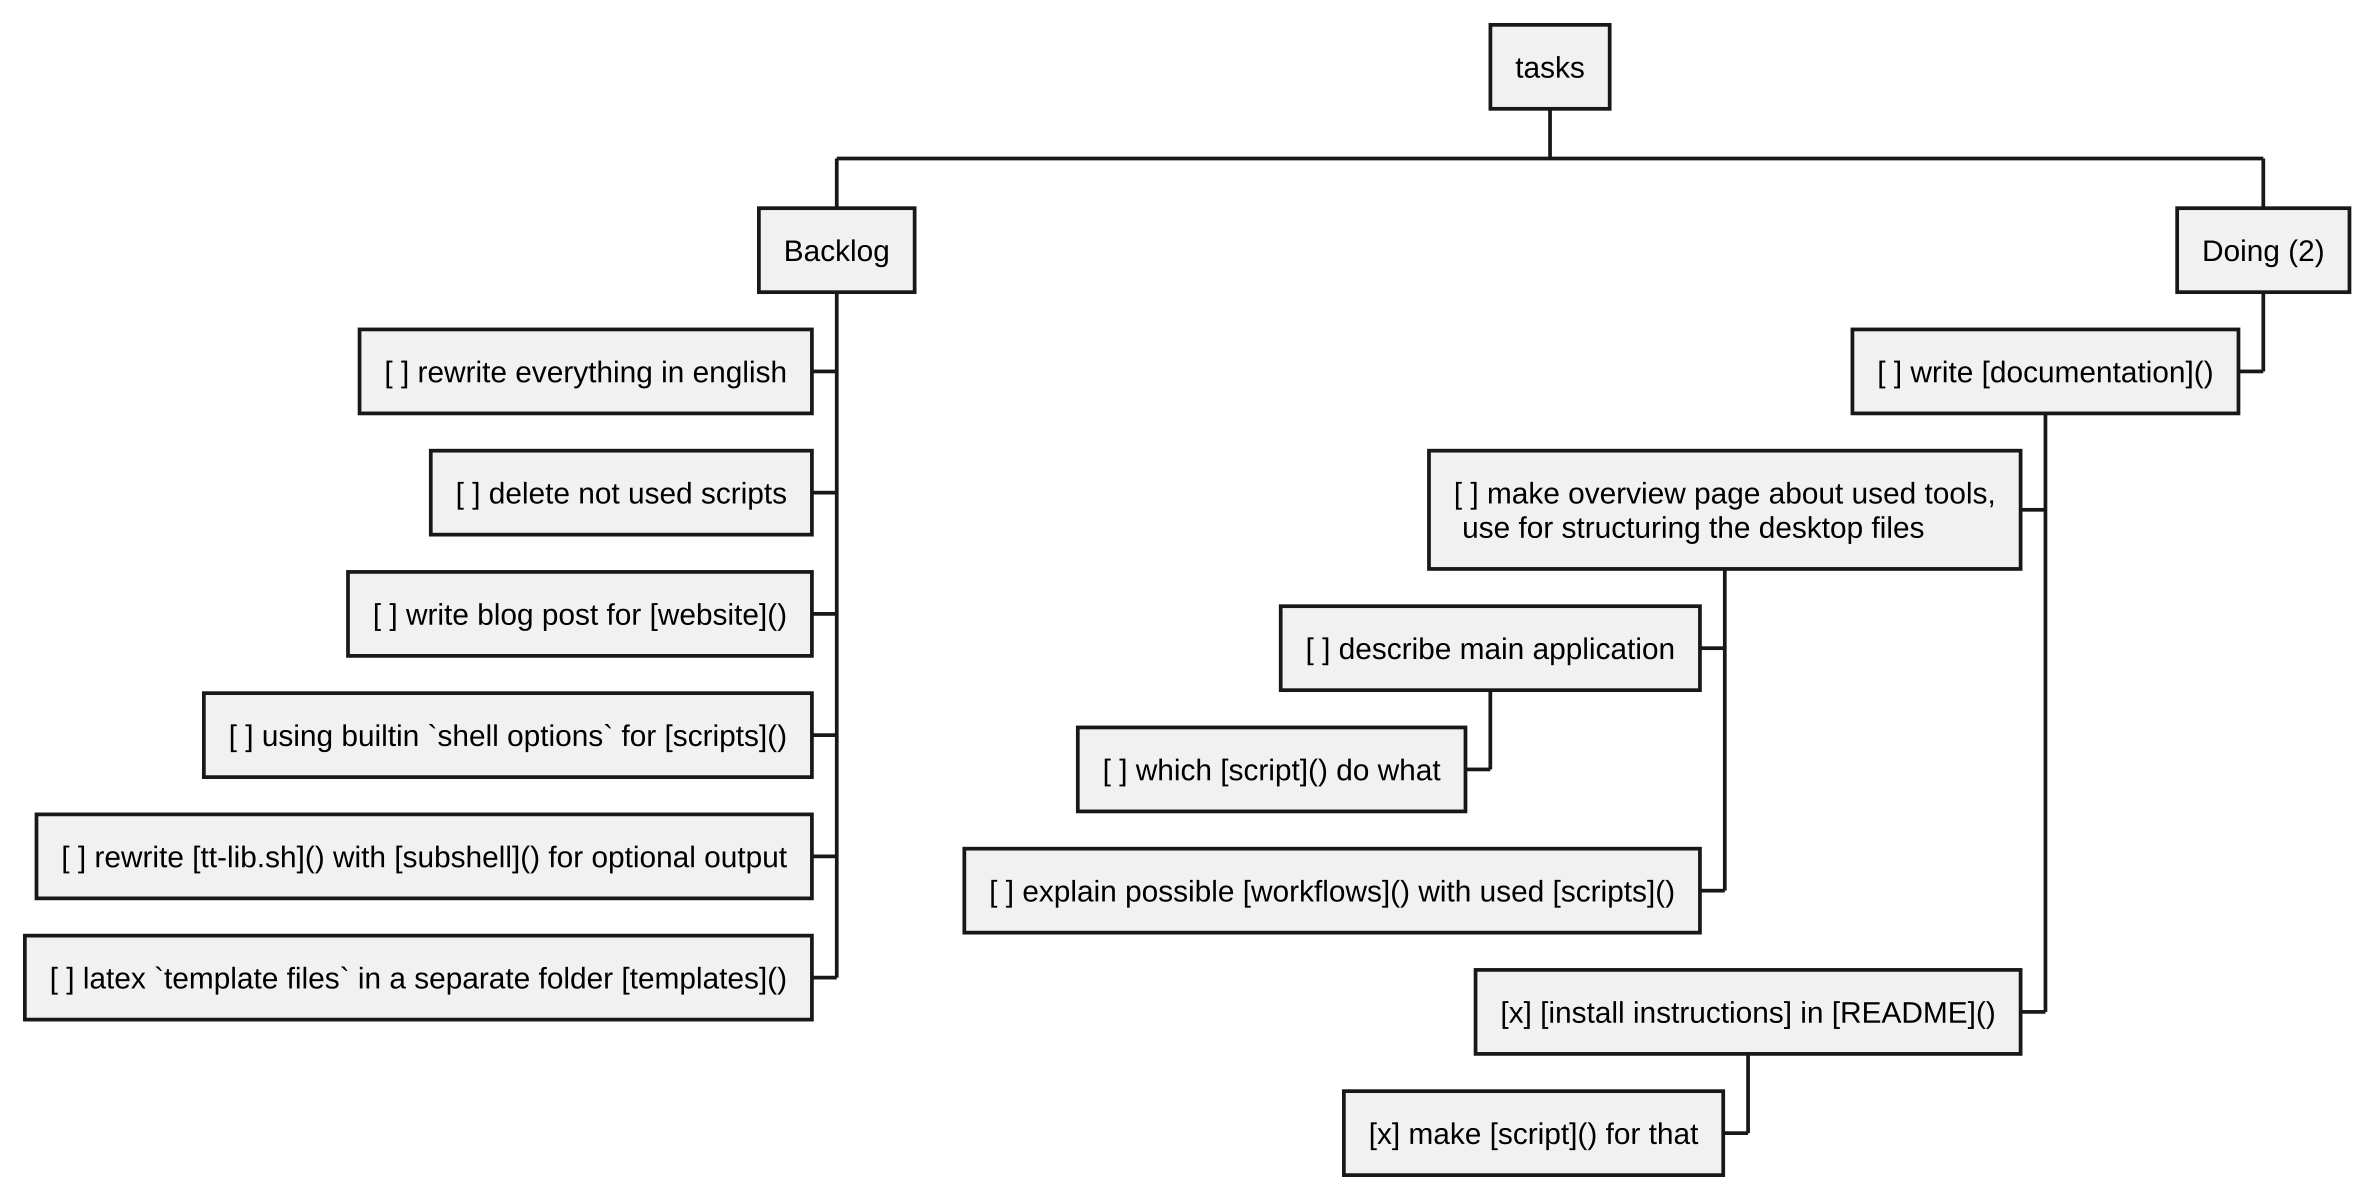 tasks
Backlog
Doing (2)
[ ] rewrite everything in english
[ ] delete not used scripts
[ ] write blog post for [website]()
[ ] using builtin `shell options` for [scripts]()
[ ] rewrite [tt-lib.sh]() with [subshell]() for optional output
[ ] latex `template files` in a separate folder [templates]()
[ ] write [documentation]()
[ ] make overview page about used tools,
use for structuring the desktop files
[ ] describe main application
[ ] which [script]() do what
[ ] explain possible [workflows]() with used [scripts]()
[x] [install instructions] in [README]()
[x] make [script]() for that